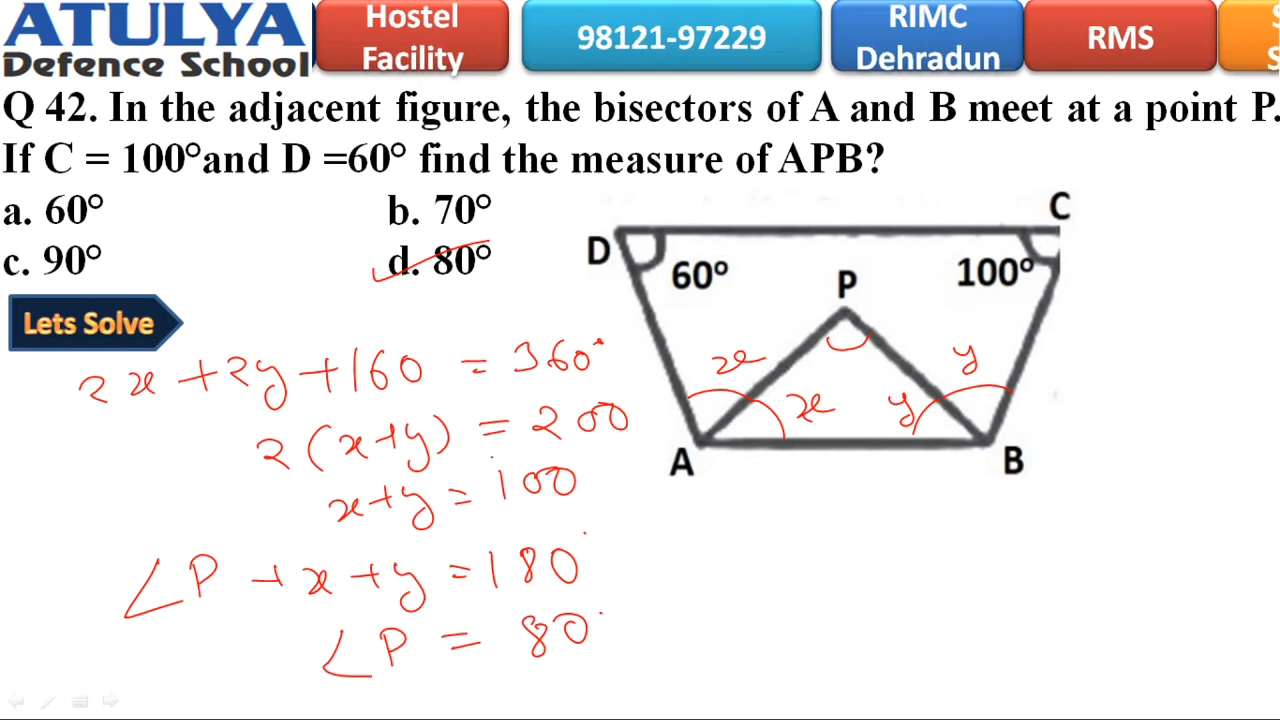 ATULYA
Defence School
Hostel
Facility
98121-97229
RIMC
Dehradun
RMS
S
S
Q 42. In the adjacent figure, the bisectors of A and B meet at a point P.
If C = 100°and D =60° find the measure of APB?
a. 60°
b. 70°
c. 90°
d. 80°
Lets Solve
D
C
60°
100°
P
x
x
y
y
A
B
2x + 2y + 160 = 360°
2(x+y) = 200
x+y = 100
∠P + x + y = 180°
∠P = 80°